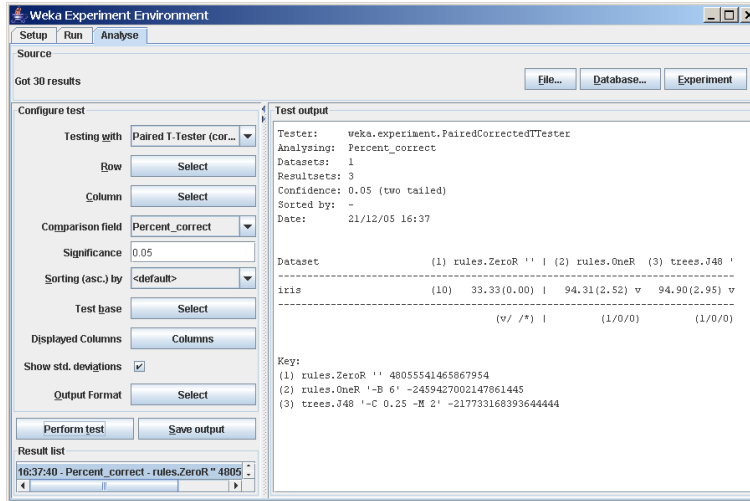 Weka Experiment Environment
Setup Run Analyse
Source
Got 30 results
File... Database... Experiment
Configure test
Testing with Paired T-Tester (cor...
Row Select
Column Select
Comparison field Percent_correct
Significance 0.05
Sorting (asc.) by <default>
Test base Select
Displayed Columns Columns
Show std. deviations
Output Format Select
Perform test Save output
Result list
16:37:40 - Percent_correct - rules.ZeroR '' 4805
Test output
Tester: weka.experiment.PairedCorrectedTTester
Analysing: Percent_correct
Datasets: 1
Resultsets: 3
Confidence: 0.05 (two tailed)
Sorted by: -
Date: 21/12/05 16:37
Dataset (1) rules.ZeroR '' | (2) rules.OneR (3) trees.J48 '
iris (10) 33.33(0.00) | 94.31(2.52) v 94.90(2.95) v
(v/ /*) | (1/0/0) (1/0/0)
Key:
(1) rules.ZeroR '' 48055541465867954
(2) rules.OneR '-B 6' -2459427002147861445
(3) trees.J48 '-C 0.25 -M 2' -217733168393644444